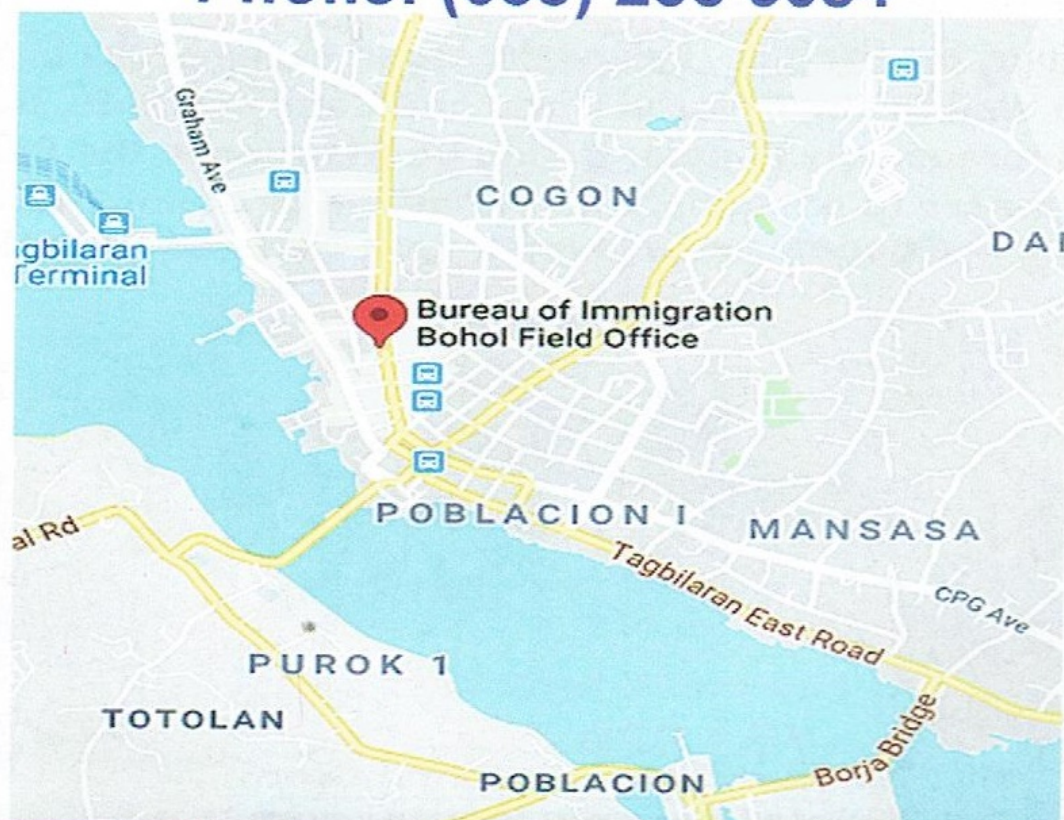 Graham Ave
COGON
DAI
gbilaran
Terminal
Bureau of Immigration
Bohol Field Office
POBLACION I
MANSASA
al Rd
Tagbilaran East Road
CPG Ave
PUROK 1
TOTOLAN
Borja Bridge
POBLACION